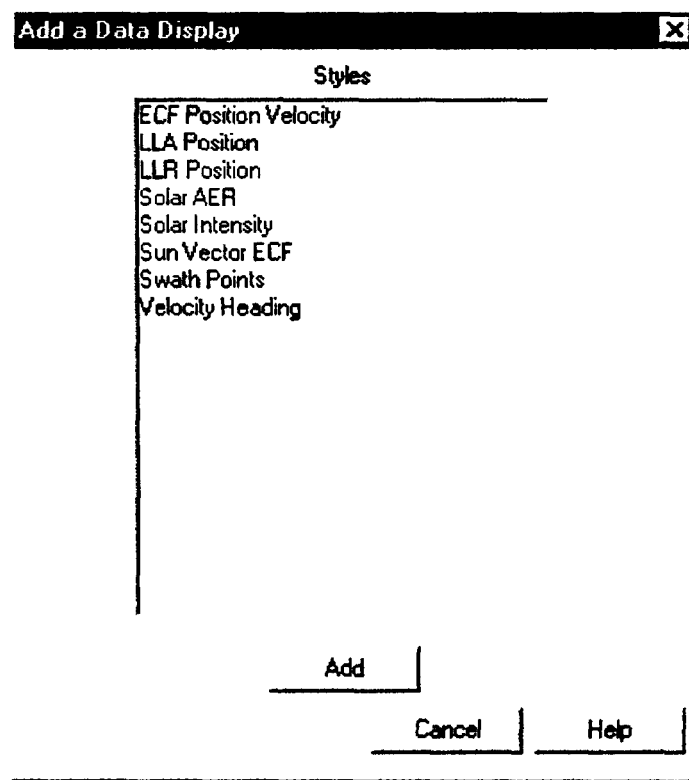 Add a Data Display
Styles
ECF Position Velocity
LLA Position
LLR Position
Solar AER
Solar Intensity
Sun Vector ECF
Swath Points
Velocity Heading
Add
Cancel Help